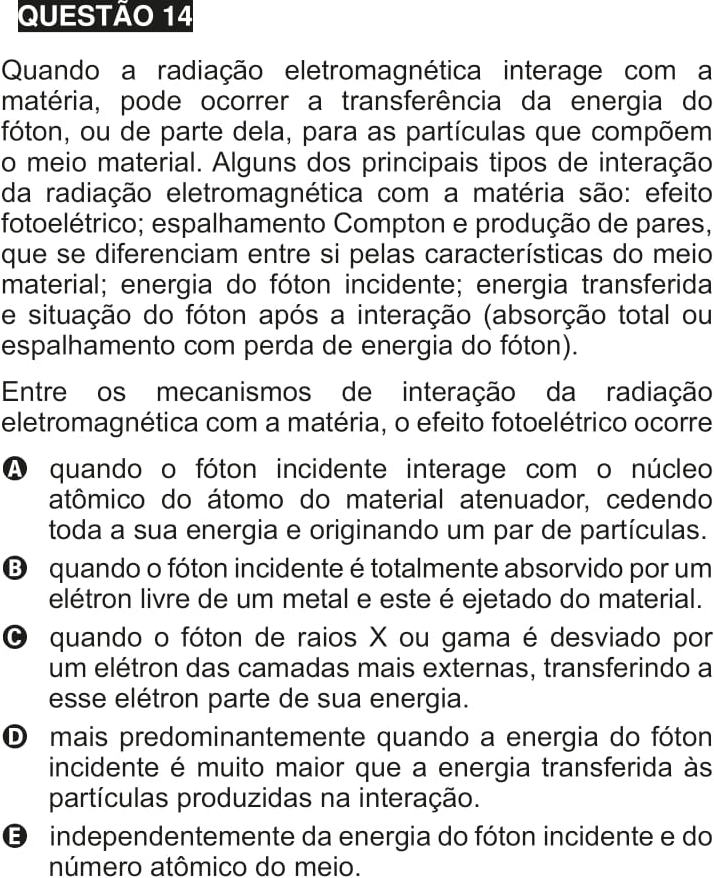 QUESTÃO 14
Quando a radiação eletromagnética interage com a
matéria, pode ocorrer a transferência da energia do
fóton, ou de parte dela, para as partículas que compõem
o meio material. Alguns dos principais tipos de interação
da radiação eletromagnética com a matéria são: efeito
fotoelétrico; espalhamento Compton e produção de pares,
que se diferenciam entre si pelas características do meio
material; energia do fóton incidente; energia transferida
e situação do fóton após a interação (absorção total ou
espalhamento com perda de energia do fóton).
Entre os mecanismos de interação da radiação
eletromagnética com a matéria, o efeito fotoelétrico ocorre
A quando o fóton incidente interage com o núcleo
atômico do átomo do material atenuador, cedendo
toda a sua energia e originando um par de partículas.
B quando o fóton incidente é totalmente absorvido por um
elétron livre de um metal e este é ejetado do material.
C quando o fóton de raios X ou gama é desviado por
um elétron das camadas mais externas, transferindo a
esse elétron parte de sua energia.
D mais predominantemente quando a energia do fóton
incidente é muito maior que a energia transferida às
partículas produzidas na interação.
E independentemente da energia do fóton incidente e do
número atômico do meio.